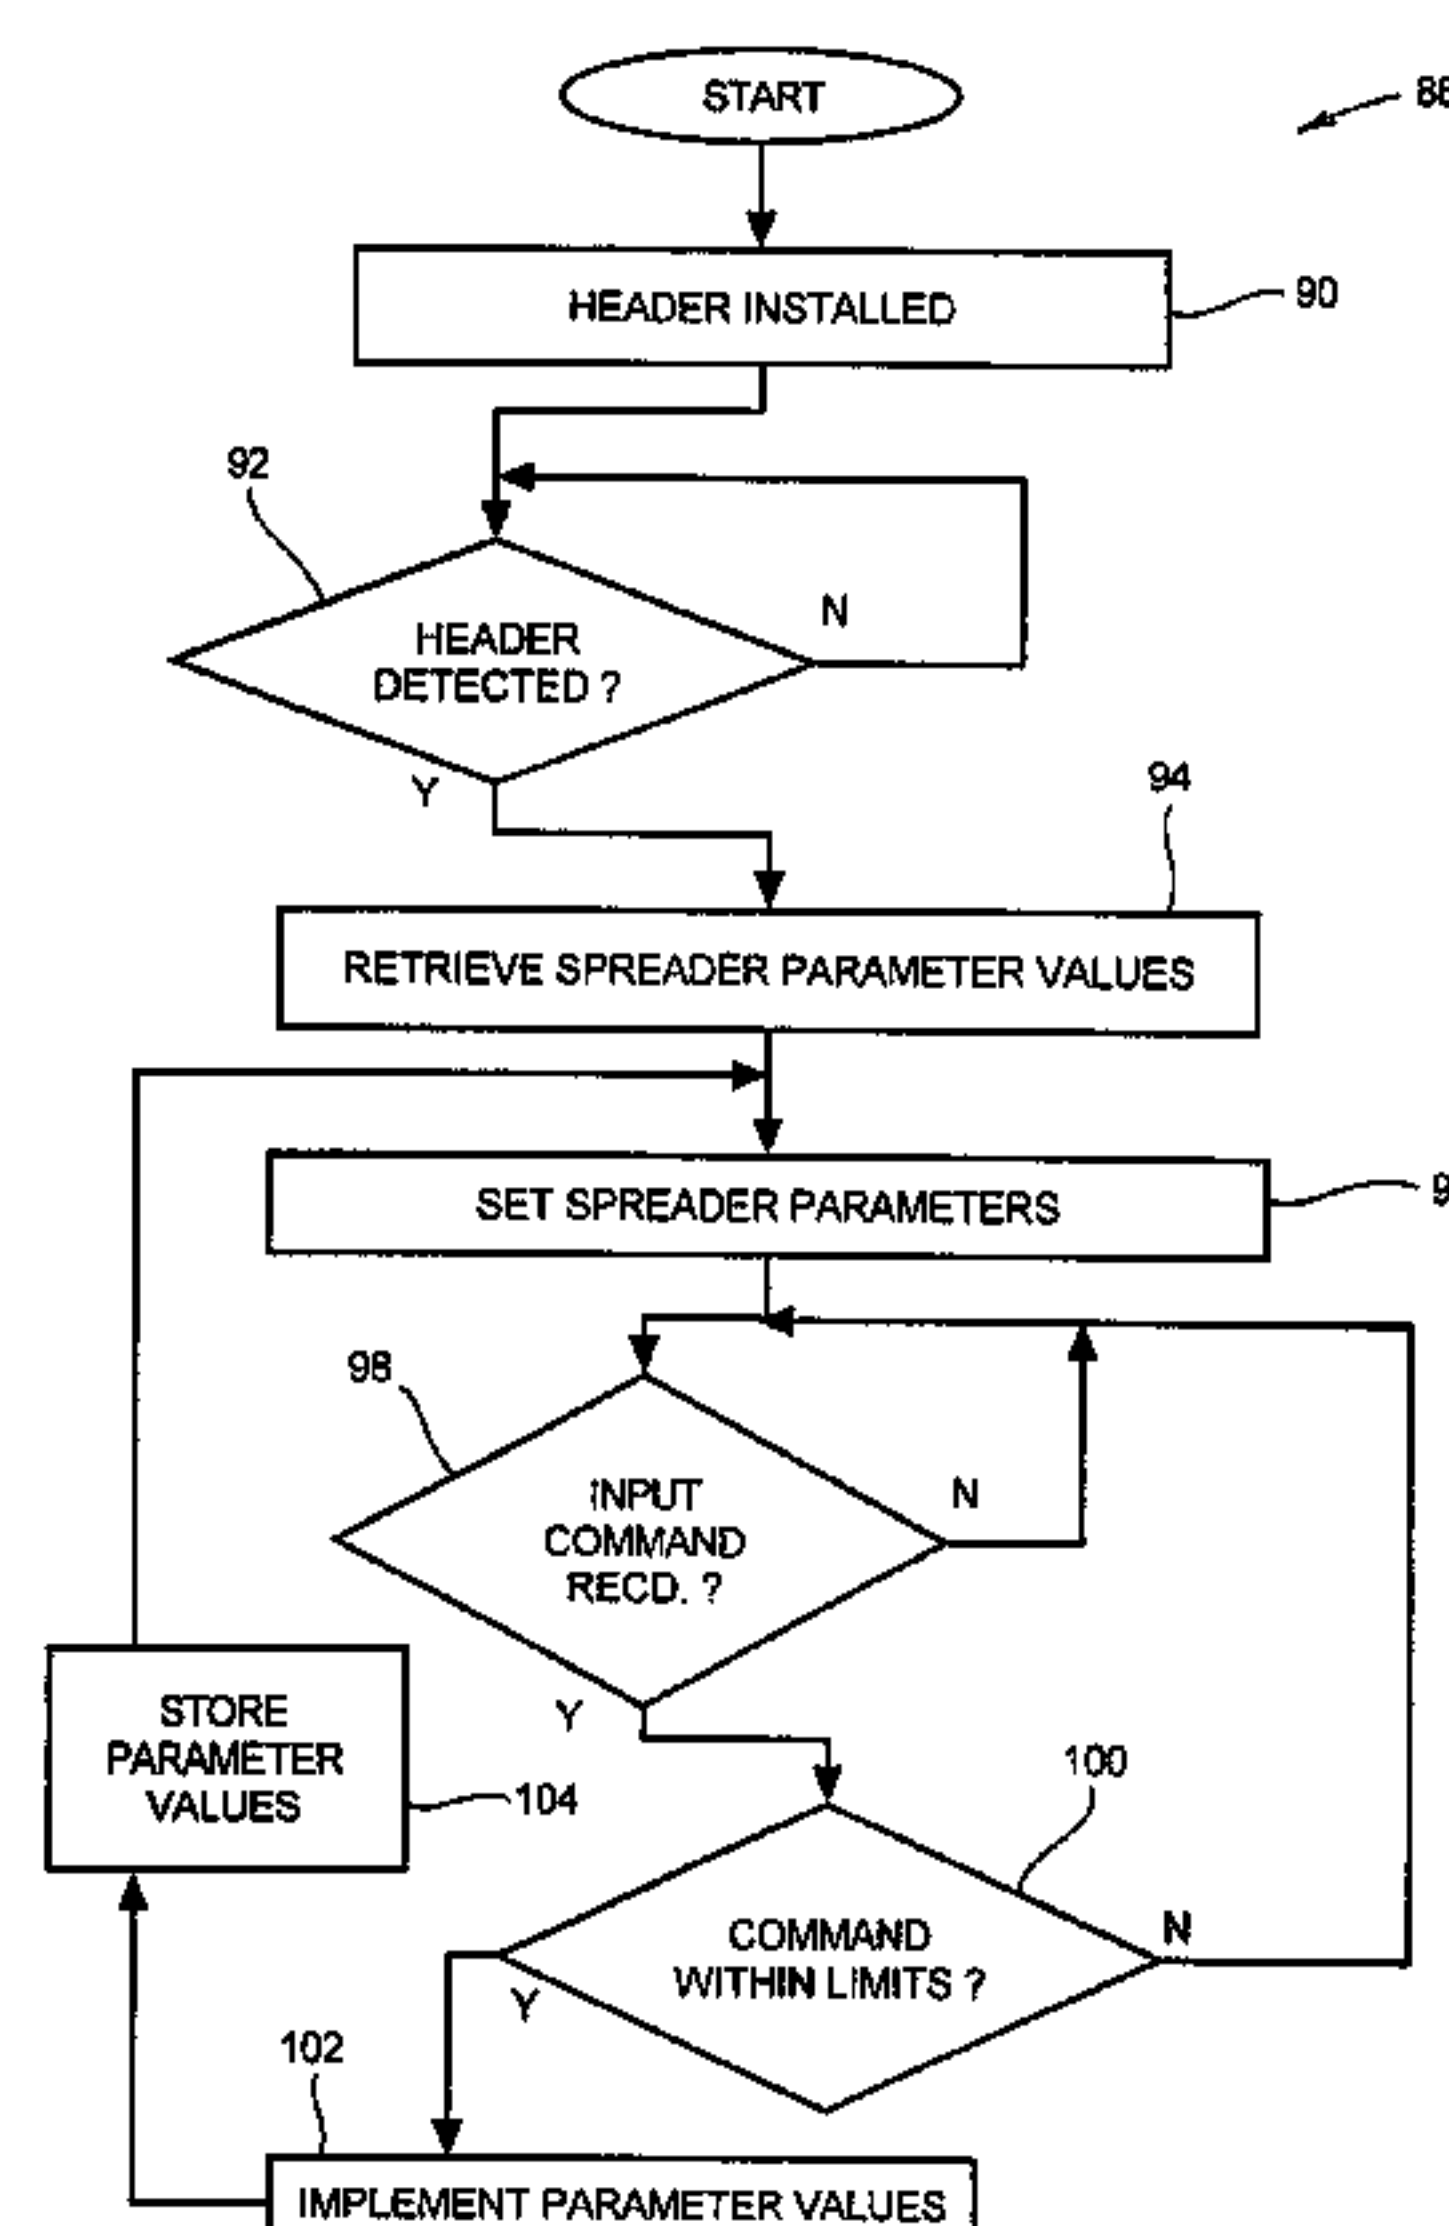 START
HEADER INSTALLED
90
92
HEADER
DETECTED ?
N
Y
94
RETRIEVE SPREADER PARAMETER VALUES
SET SPREADER PARAMETERS
98
INPUT
COMMAND
RECD. ?
N
Y
STORE
PARAMETER
VALUES
104
100
COMMAND
WITHIN LIMITS ?
N
Y
102
IMPLEMENT PARAMETER VALUES